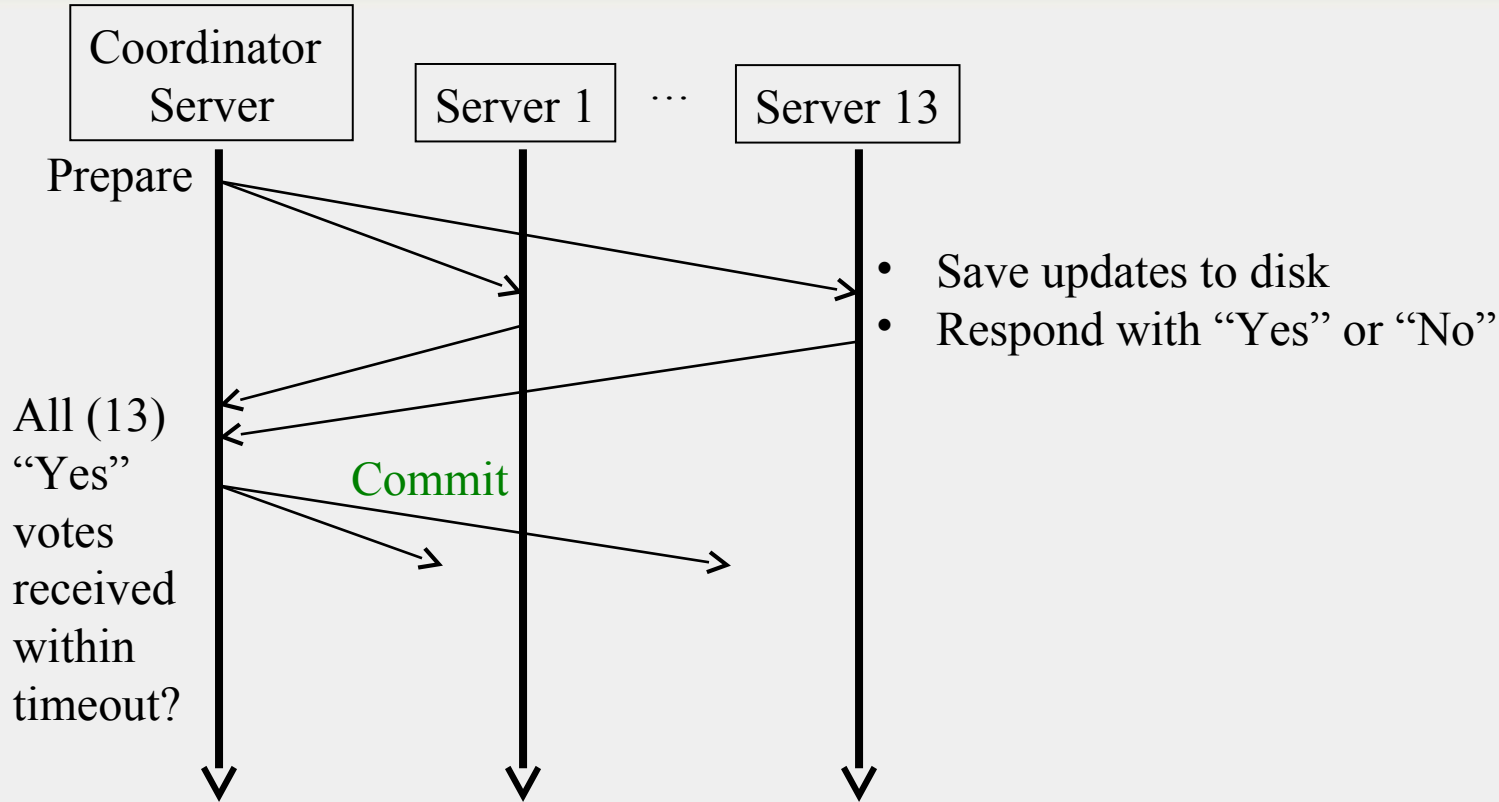 Coordinator
Server
Server 1
…
Server 13
Prepare
• Save updates to disk
• Respond with “Yes” or “No”
All (13)
“Yes”
votes
received
within
timeout?
Commit